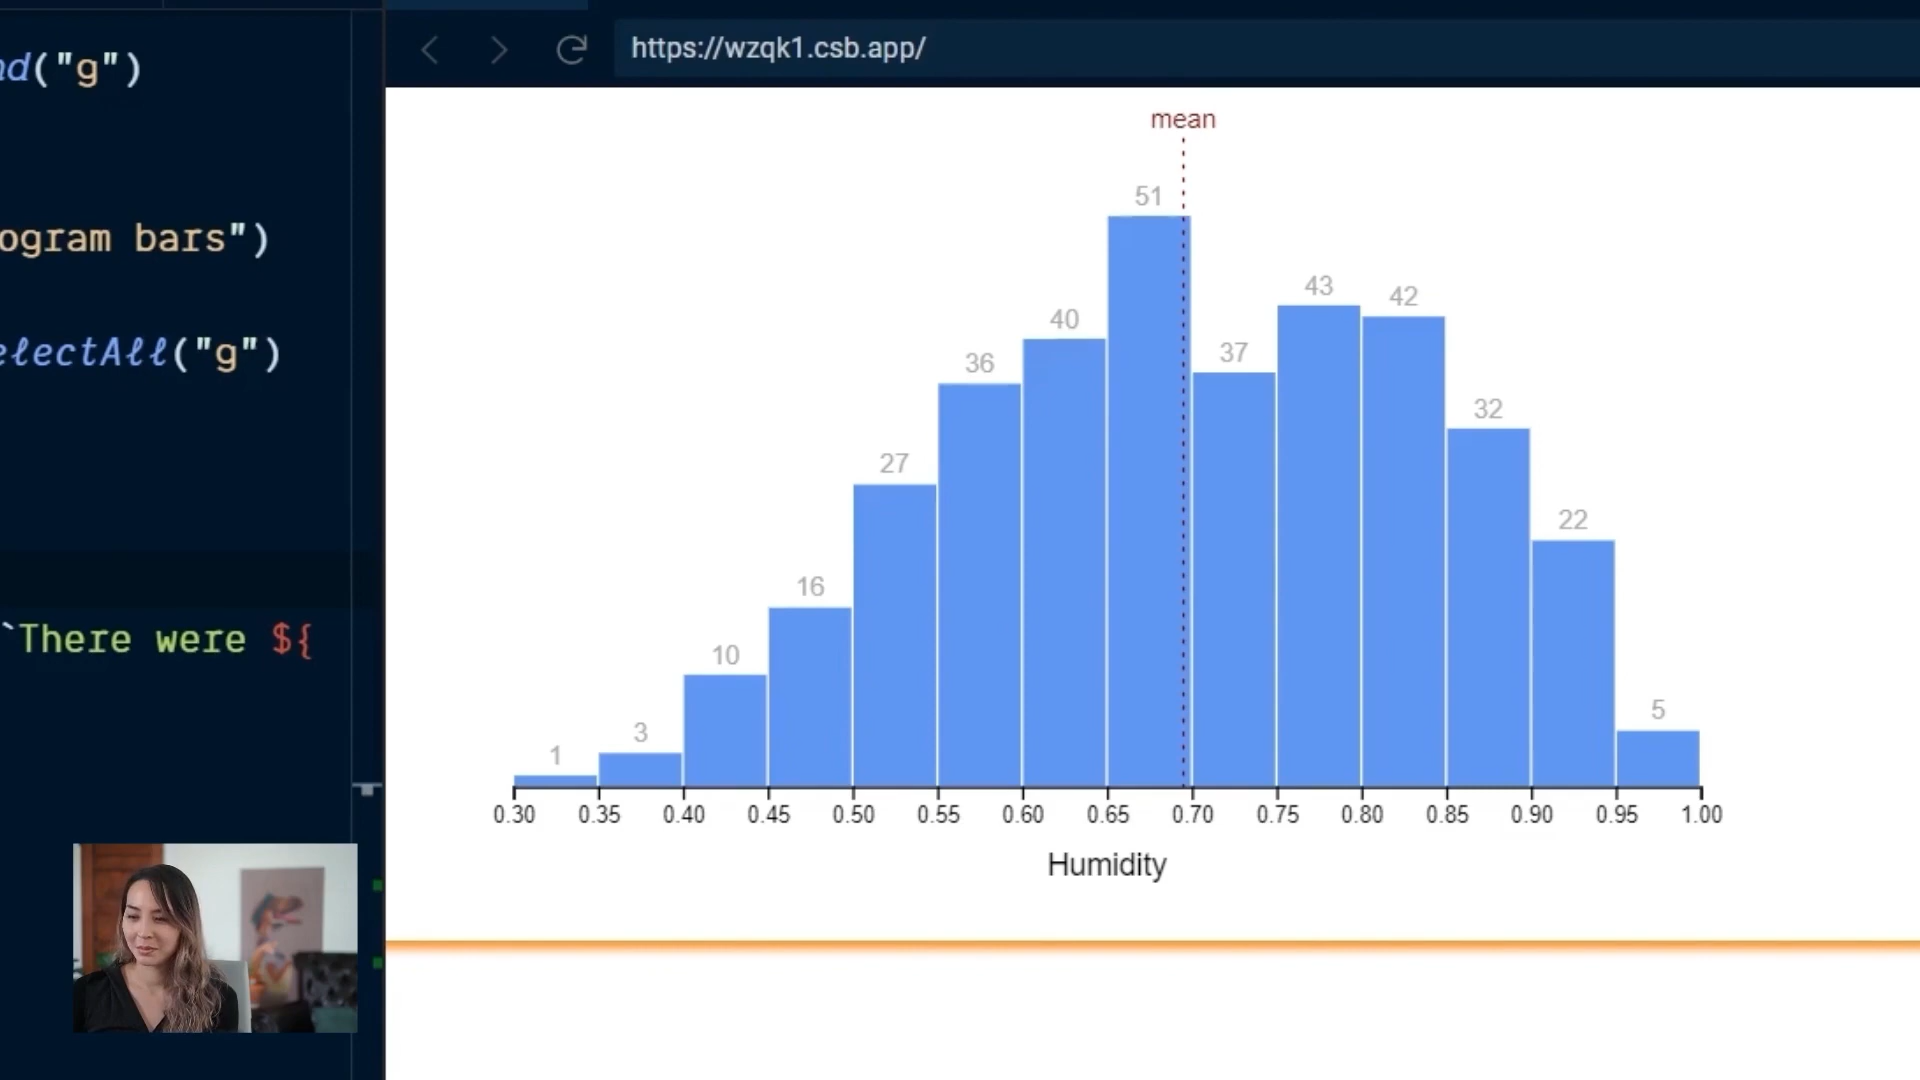 nd("g")
ogram bars")
electAll("g")
`There were ${
https://wzqk1.csb.app/
mean
51
43
42
40
37
36
32
27
22
16
10
5
3
1
0.30 0.35 0.40 0.45 0.50 0.55 0.60 0.65 0.70 0.75 0.80 0.85 0.90 0.95 1.00
Humidity